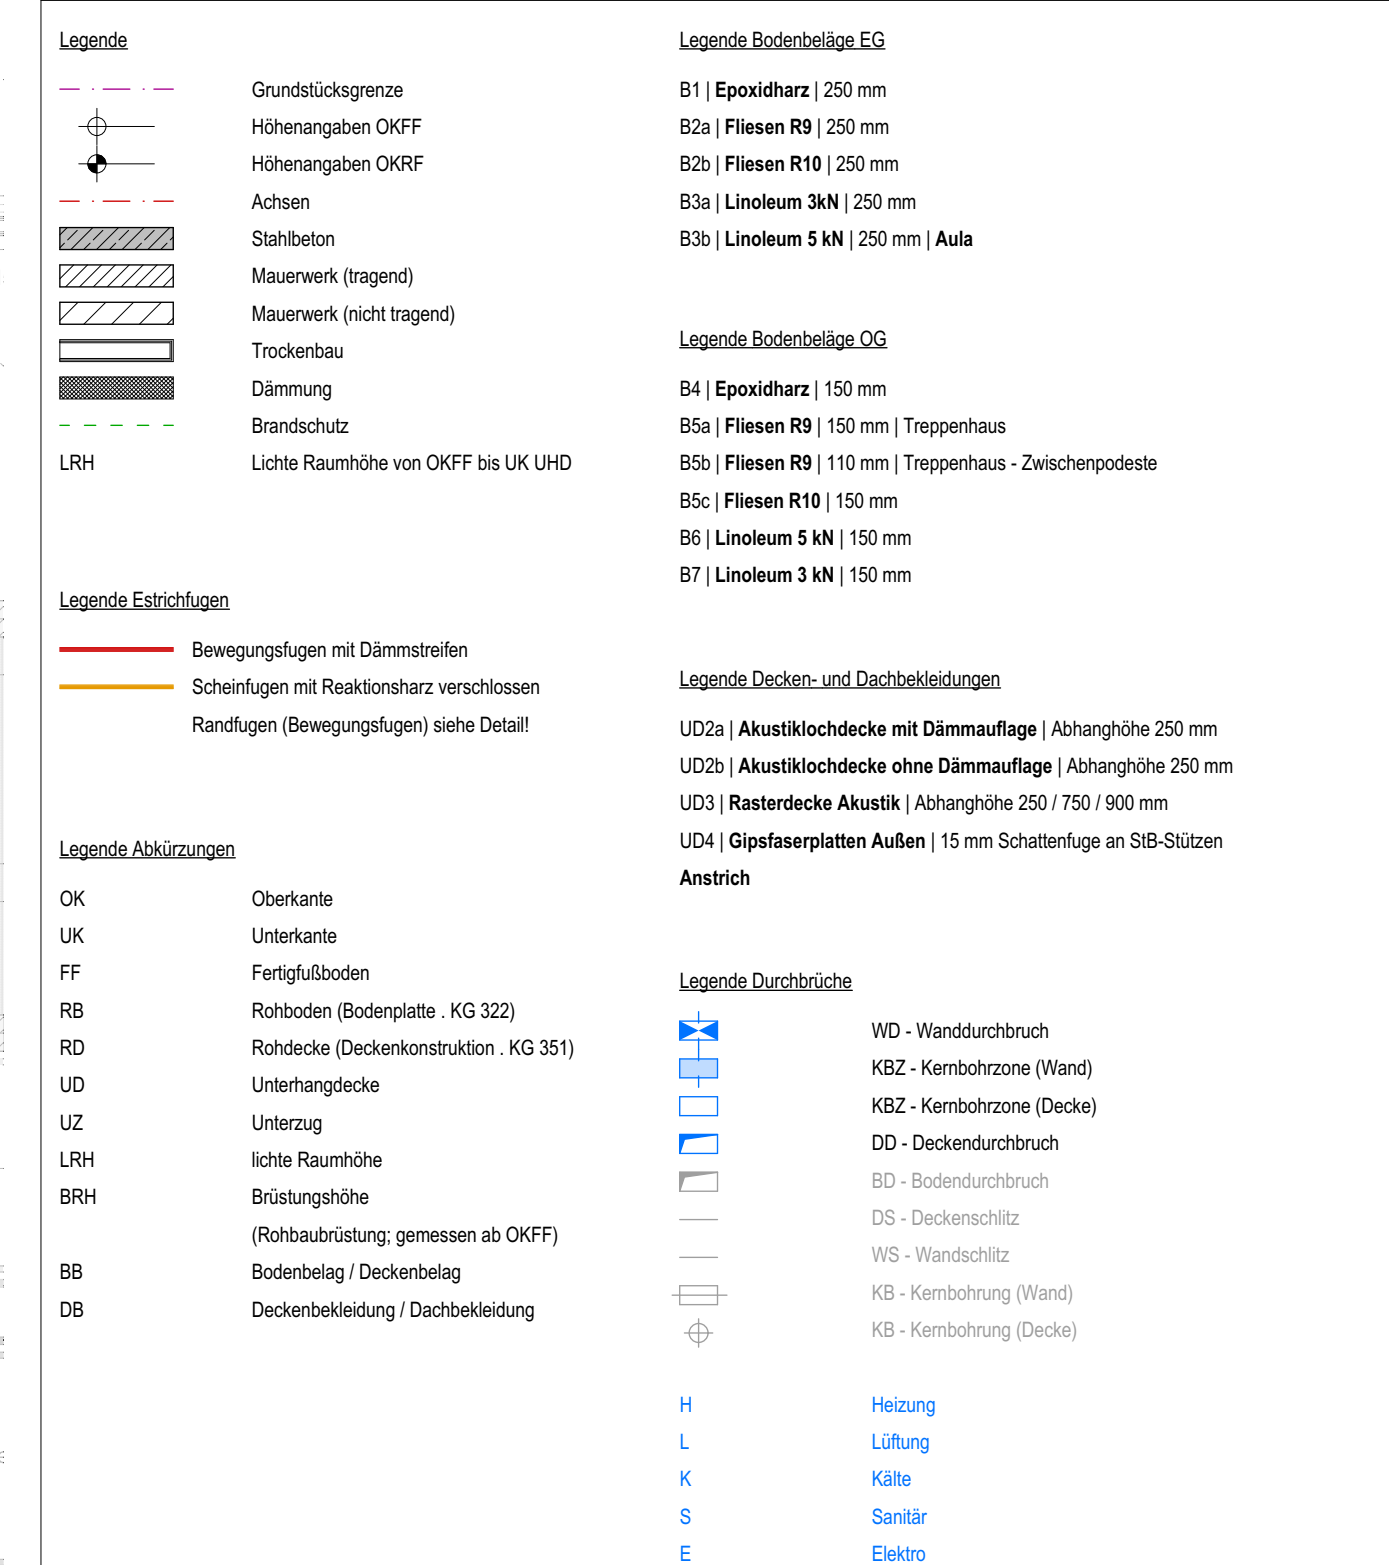 Legende
Grundstücksgrenze
Höhenangaben OKFF
Höhenangaben OKRF
Achsen
Stahlbeton
Mauerwerk (tragend)
Mauerwerk (nicht tragend)
Trockenbau
Dämmung
Brandschutz
LRH Lichte Raumhöhe von OKFF bis UK UHD
Legende Estrichfugen
Bewegungsfugen mit Dämmstreifen
Scheinfugen mit Reaktionsharz verschlossen
Randfugen (Bewegungsfugen) siehe Detail!
Legende Abkürzungen
OK Oberkante
UK Unterkante
FF Fertigfußboden
RB Rohboden (Bodenplatte . KG 322)
RD Rohdecke (Deckenkonstruktion . KG 351)
UD Unterhangdecke
UZ Unterzug
LRH lichte Raumhöhe
BRH Brüstungshöhe
(Rohbaubrüstung; gemessen ab OKFF)
BB Bodenbelag / Deckenbelag
DB Deckenbekleidung / Dachbekleidung
Legende Bodenbeläge EG
B1 | Epoxidharz | 250 mm
B2a | Fliesen R9 | 250 mm
B2b | Fliesen R10 | 250 mm
B3a | Linoleum 3kN | 250 mm
B3b | Linoleum 5 kN | 250 mm | Aula
Legende Bodenbeläge OG
B4 | Epoxidharz | 150 mm
B5a | Fliesen R9 | 150 mm | Treppenhaus
B5b | Fliesen R9 | 110 mm | Treppenhaus - Zwischenpodeste
B5c | Fliesen R10 | 150 mm
B6 | Linoleum 5 kN | 150 mm
B7 | Linoleum 3 kN | 150 mm
Legende Decken- und Dachbekleidungen
UD2a | Akustiklochdecke mit Dämmauflage | Abhanghöhe 250 mm
UD2b | Akustiklochdecke ohne Dämmauflage | Abhanghöhe 250 mm
UD3 | Rasterdecke Akustik | Abhanghöhe 250 / 750 / 900 mm
UD4 | Gipsfaserplatten Außen | 15 mm Schattenfuge an StB-Stützen
Anstrich
Legende Durchbrüche
WD - Wanddurchbruch
KBZ - Kernbohrzone (Wand)
KBZ - Kernbohrzone (Decke)
DD - Deckendurchbruch
BD - Bodendurchbruch
DS - Deckenschlitz
WS - Wandschlitz
KB - Kernbohrung (Wand)
KB - Kernbohrung (Decke)
H Heizung
L Lüftung
K Kälte
S Sanitär
E Elektro